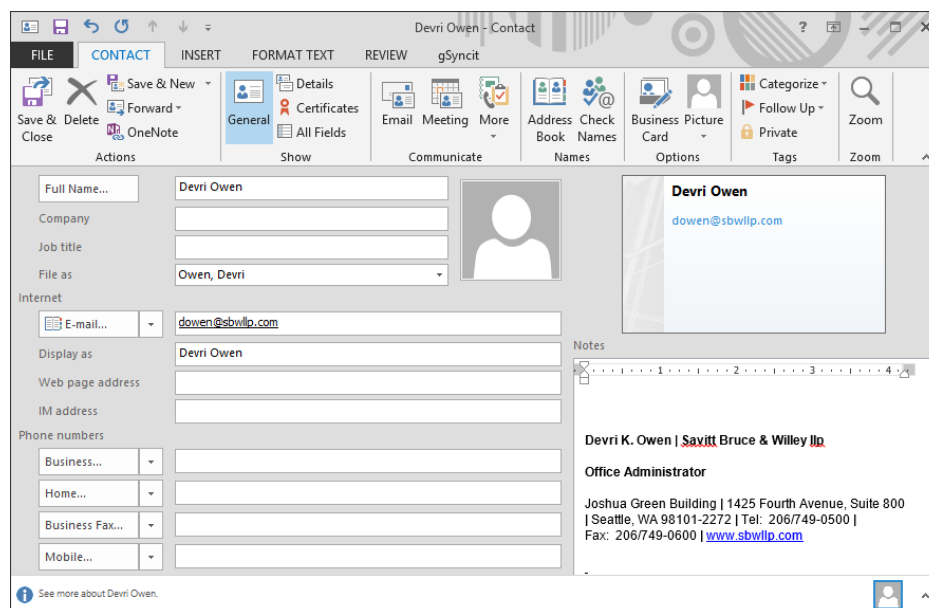 Devri Owen - Contact
?
FILE CONTACT INSERT FORMAT TEXT REVIEW gSyncit
Save & Close
Delete
Save & New
Forward
OneNote
Actions
General
Details
Certificates
All Fields
Show
Email
Meeting
More
Communicate
Address Book
Check Names
Names
Business Card
Picture
Options
Categorize
Follow Up
Private
Tags
Zoom
Zoom
Full Name... Devri Owen
Company
Job title
File as Owen, Devri
Internet
E-mail... dowen@sbwllp.com
Display as Devri Owen
Web page address
IM address
Phone numbers
Business...
Home...
Business Fax...
Mobile...
Devri Owen
dowen@sbwllp.com
Notes
1 2 3 4
Devri K. Owen | Savitt Bruce & Willey llp
Office Administrator
Joshua Green Building | 1425 Fourth Avenue, Suite 800
| Seattle, WA 98101-2272 | Tel: 206/749-0500 |
Fax: 206/749-0600 | www.sbwllp.com
See more about Devri Owen.